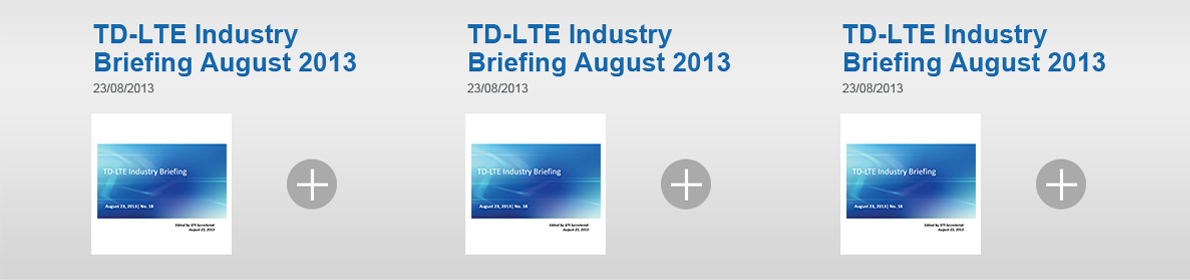 TD-LTE Industry
Briefing August 2013
23/08/2013
TD-LTE Industry Briefing
August 23, 2013| No. 18
Edited by GTI Secretariat
August 23, 2013
TD-LTE Industry
Briefing August 2013
23/08/2013
TD-LTE Industry Briefing
August 23, 2013| No. 18
Edited by GTI Secretariat
August 23, 2013
TD-LTE Industry
Briefing August 2013
23/08/2013
TD-LTE Industry Briefing
August 23, 2013| No. 18
Edited by GTI Secretariat
August 23, 2013